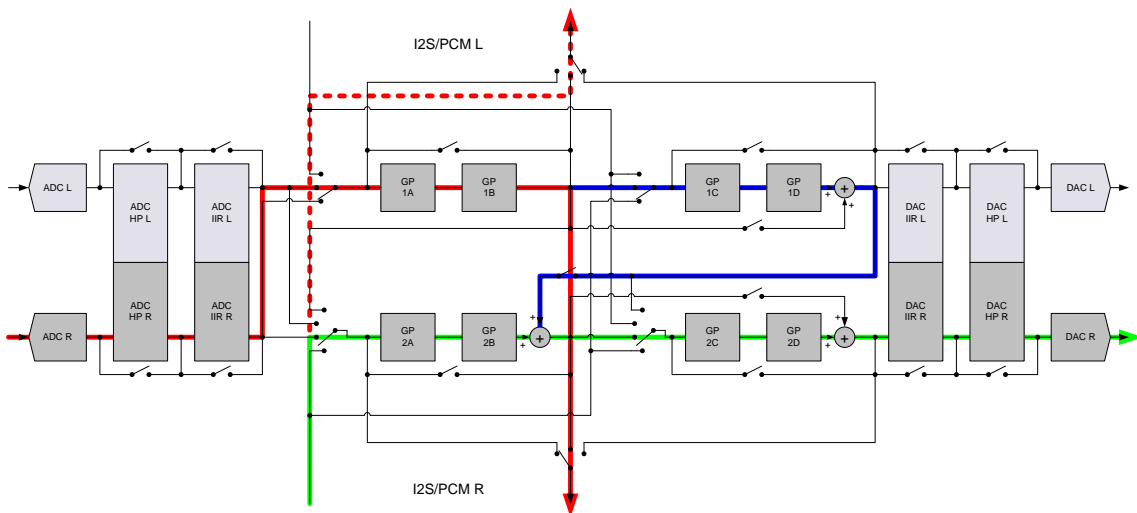 I2S/PCM L
ADC L
ADC
HP L
ADC
IIR L
GP
1A
GP
1B
GP
1C
GP
1D
+
+
+
DAC
IIR L
DAC
HP L
DAC L
ADC R
ADC
HP R
ADC
IIR R
GP
2A
GP
2B
+
+
+
GP
2C
GP
2D
+
+
+
DAC
IIR R
DAC
HP R
DAC R
I2S/PCM R